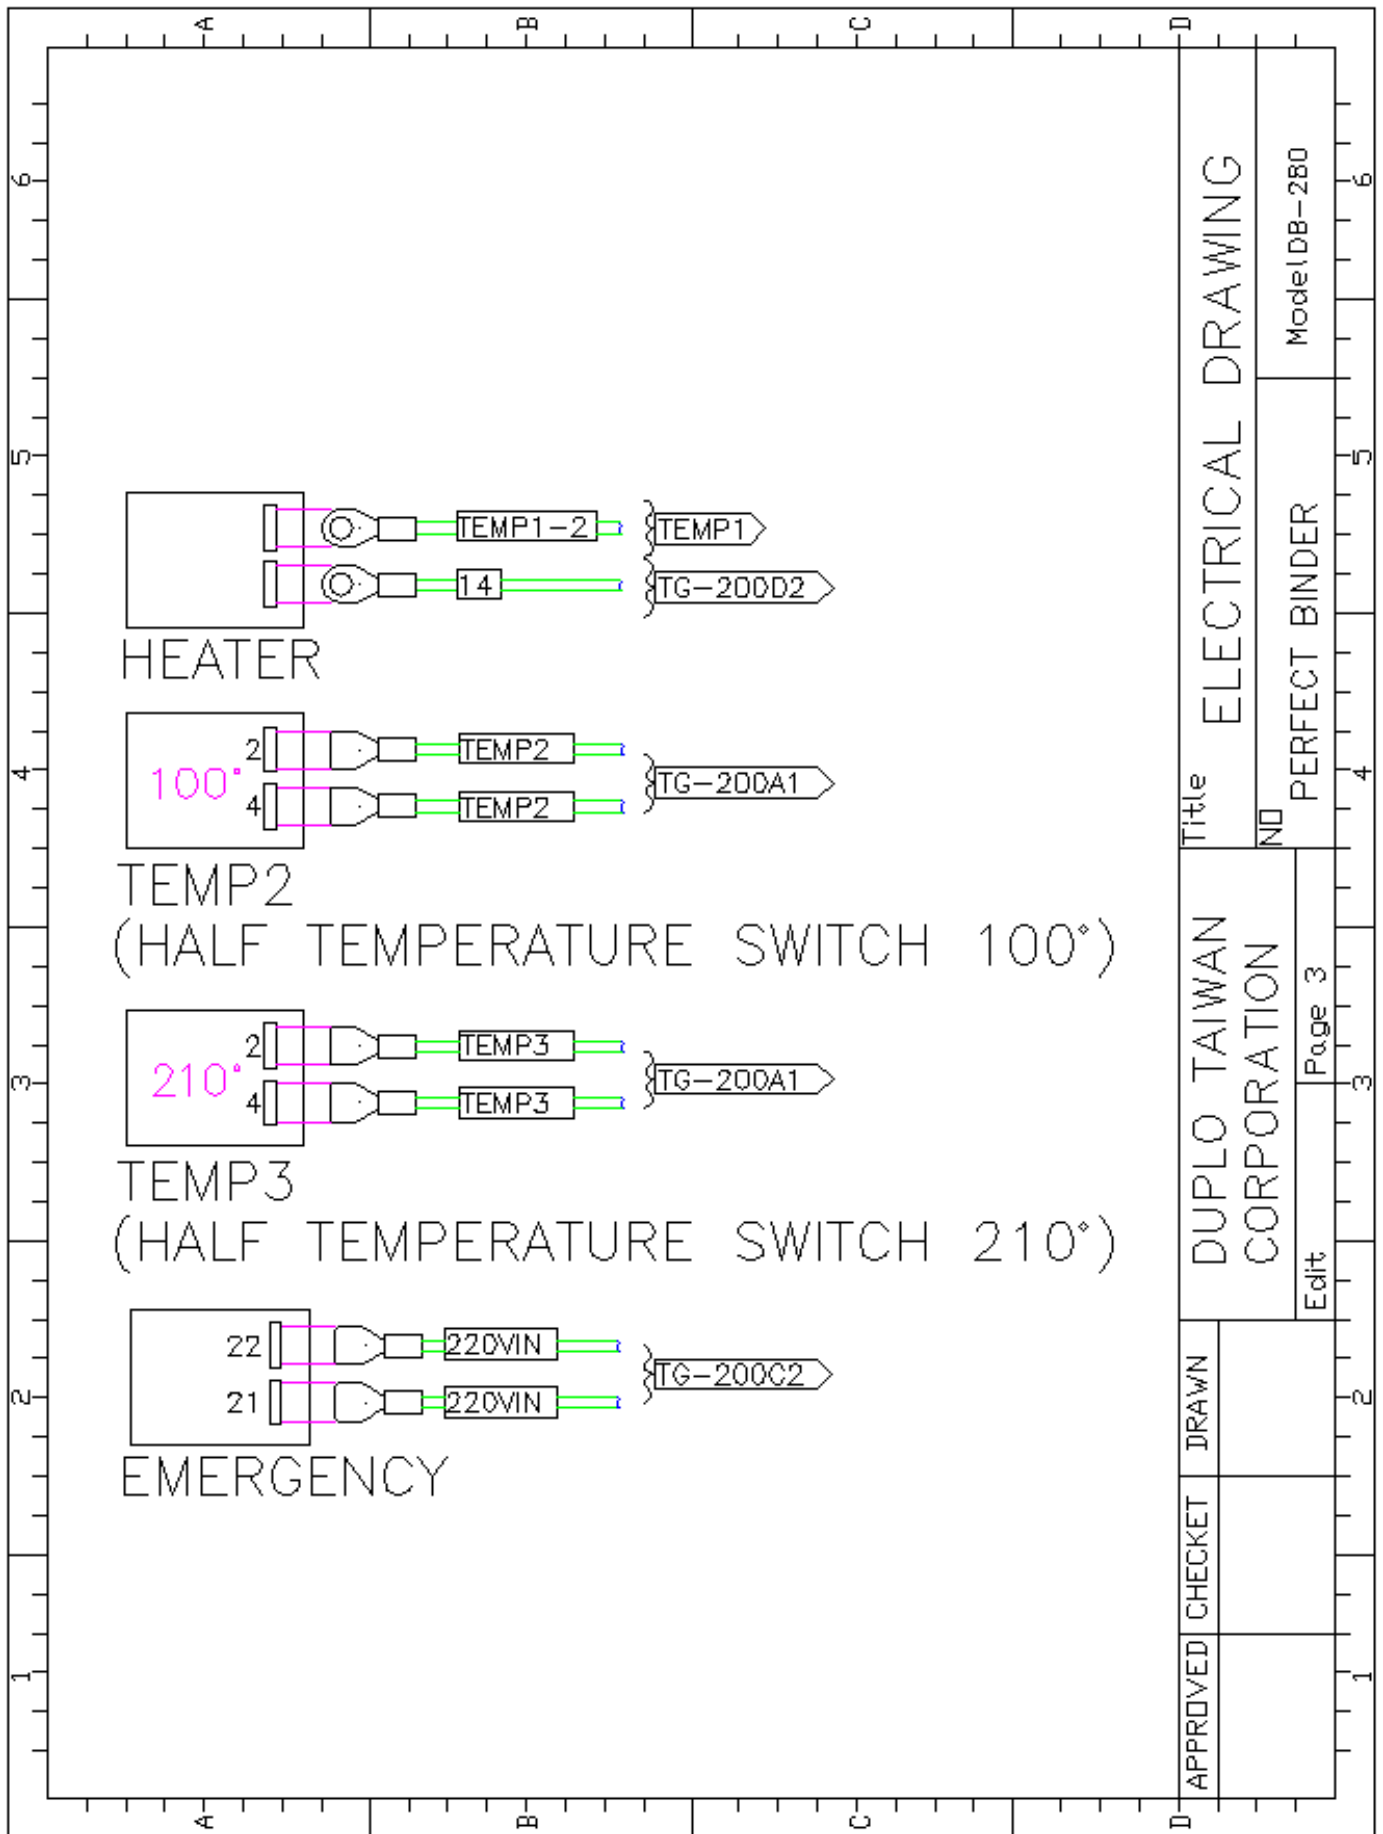 A B C D
6 6
5 5
4 4
3 3
2 2
1 1
TEMP1-2 TEMP1
14 TG-200D2
HEATER
2 TEMP2
100° TG-200A1
4 TEMP2
TEMP2
(HALF TEMPERATURE SWITCH 100°)
2 TEMP3
210° TG-200A1
4 TEMP3
TEMP3
(HALF TEMPERATURE SWITCH 210°)
22 220VIN
TG-200C2
21 220VIN
EMERGENCY
A B C D
APPROVED CHECKET DRAWN
DUPLO TAIWAN
CORPORATION
Edit Page 3
Title
ELECTRICAL DRAWING
NO
PERFECT BINDER
ModelDB-280